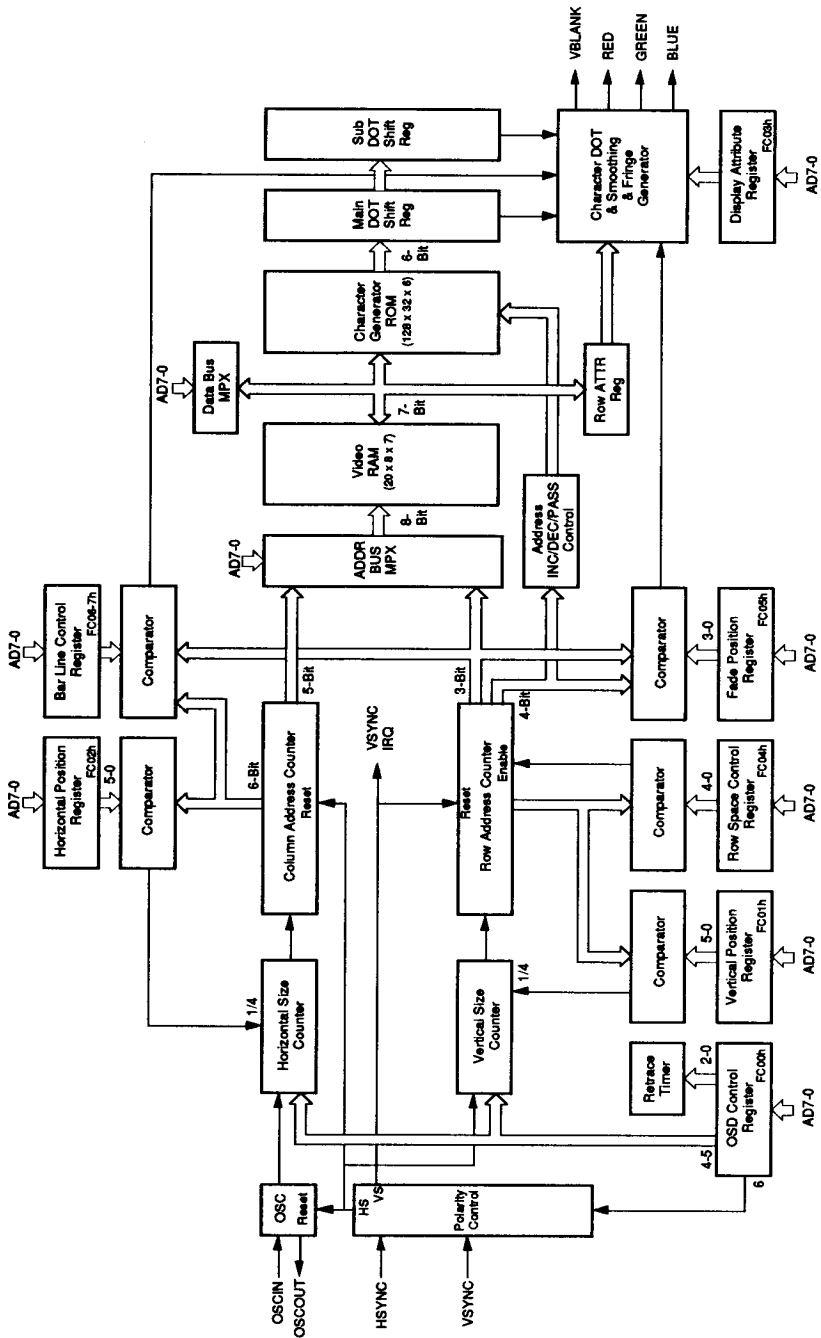 AD7-0
Horizontal Position
Register
FC02h
5-0
Comparator
AD7-0
Bar Line Control
Register
FC06-7h
Comparator
AD7-0
Data Bus
MPX
OSCIN
OSCOUT
OSC
Reset
1/4
Horizontal Size
Counter
6-Bit
Column Address Counter
Reset
5-Bit
AD7-0
ADDR
BUS
MPX
8-
Bit
Video
RAM
(20 x 8 x 7)
7-
Bit
Character
Generator
ROM
(128 x 32 x 6)
6-
Bit
Main
DOT
Shift
Reg
Sub
DOT
Shift
Reg
VSYNC
IRQ
HSYNC
VSYNC
HS
VS
Polarity
Control
Vertical Size
Counter
1/4
Reset
Row Address Counter
Enable
3-Bit
4-Bit
Address
INC/DEC/PASS
Control
Row ATTR
Reg
Character DOT
& Smoothing
& Fringe
Generator
VBLANK
RED
GREEN
BLUE
4-5
6
OSD Control
Register
FC00h
AD7-0
2-0
Retrace
Timer
Comparator
5-0
Vertical Position
Register
FC01h
AD7-0
Comparator
4-0
Row Space Control
Register
FC04h
AD7-0
Comparator
3-0
Fade Position
Register
FC05h
AD7-0
Display Attribute
Register
FC03h
AD7-0